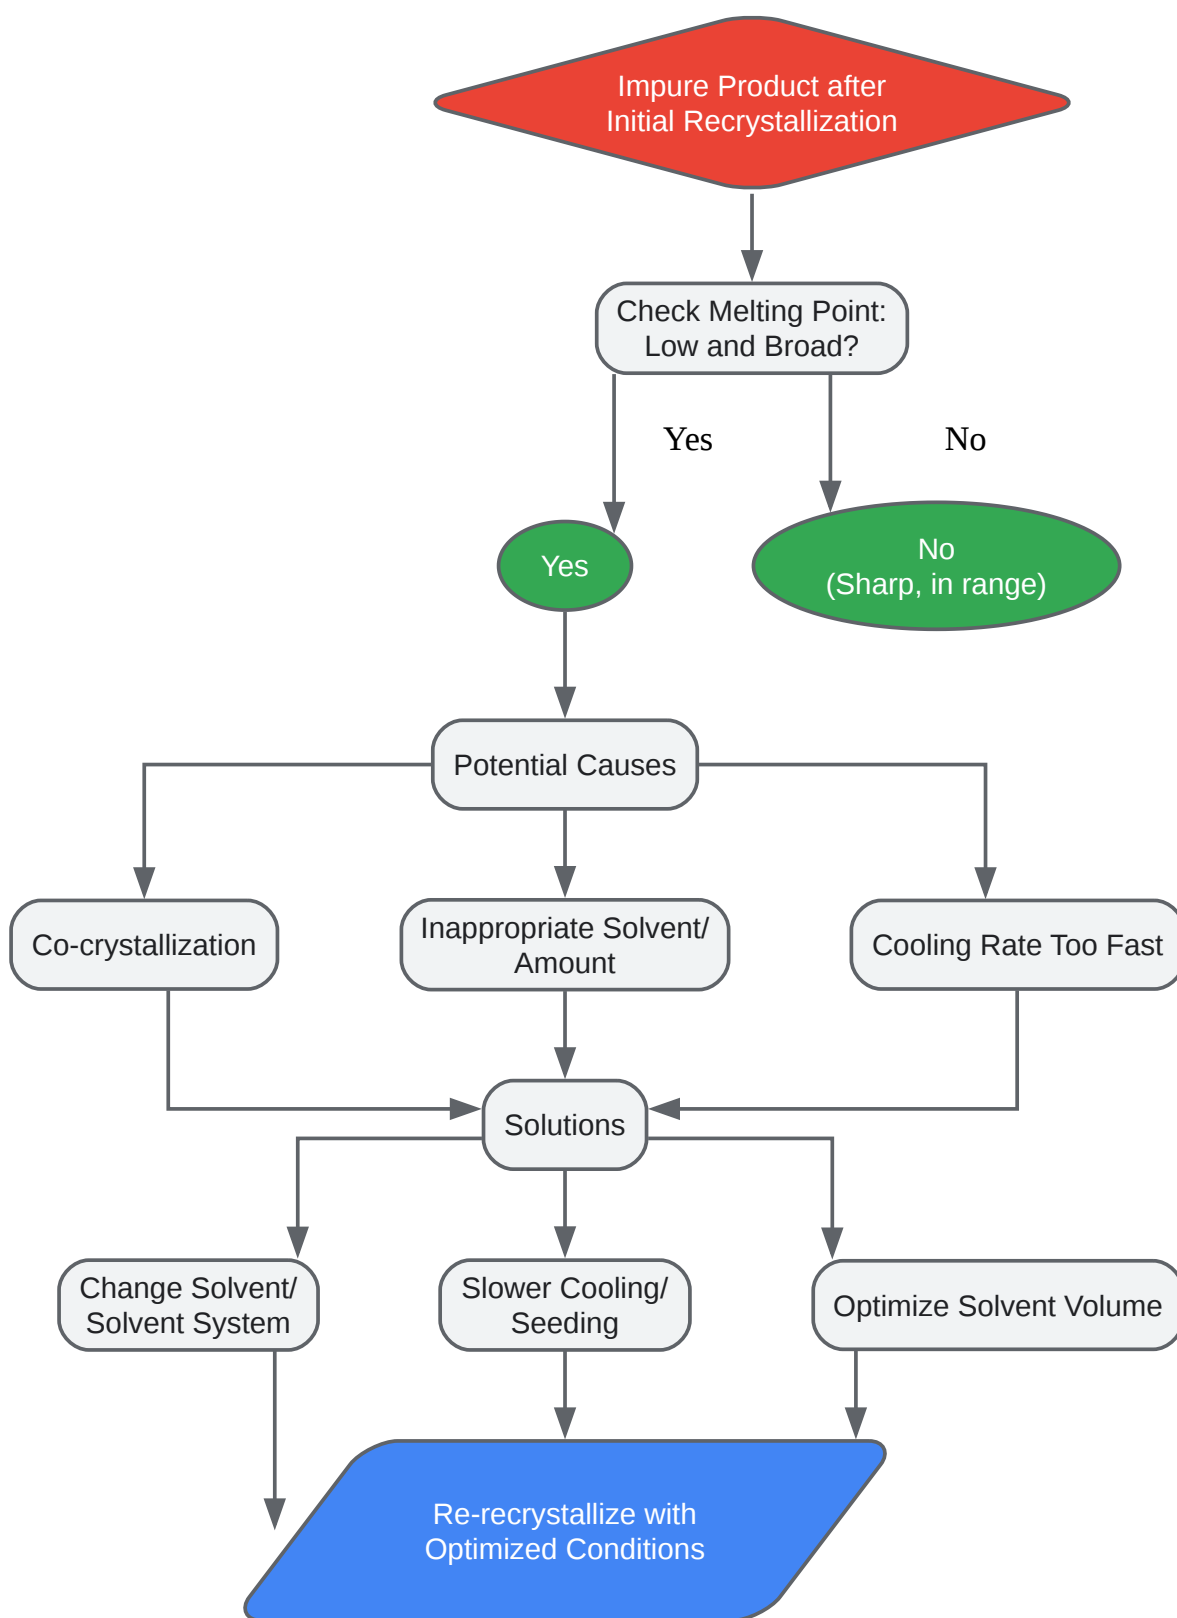 Impure Product after
Initial Recrystallization
Check Melting Point:
Low and Broad?
Yes
No
Yes
No
(Sharp, in range)
Potential Causes
Co-crystallization
Inappropriate Solvent/
Amount
Cooling Rate Too Fast
Solutions
Change Solvent/
Solvent System
Slower Cooling/
Seeding
Optimize Solvent Volume
Re-recrystallize with
Optimized Conditions